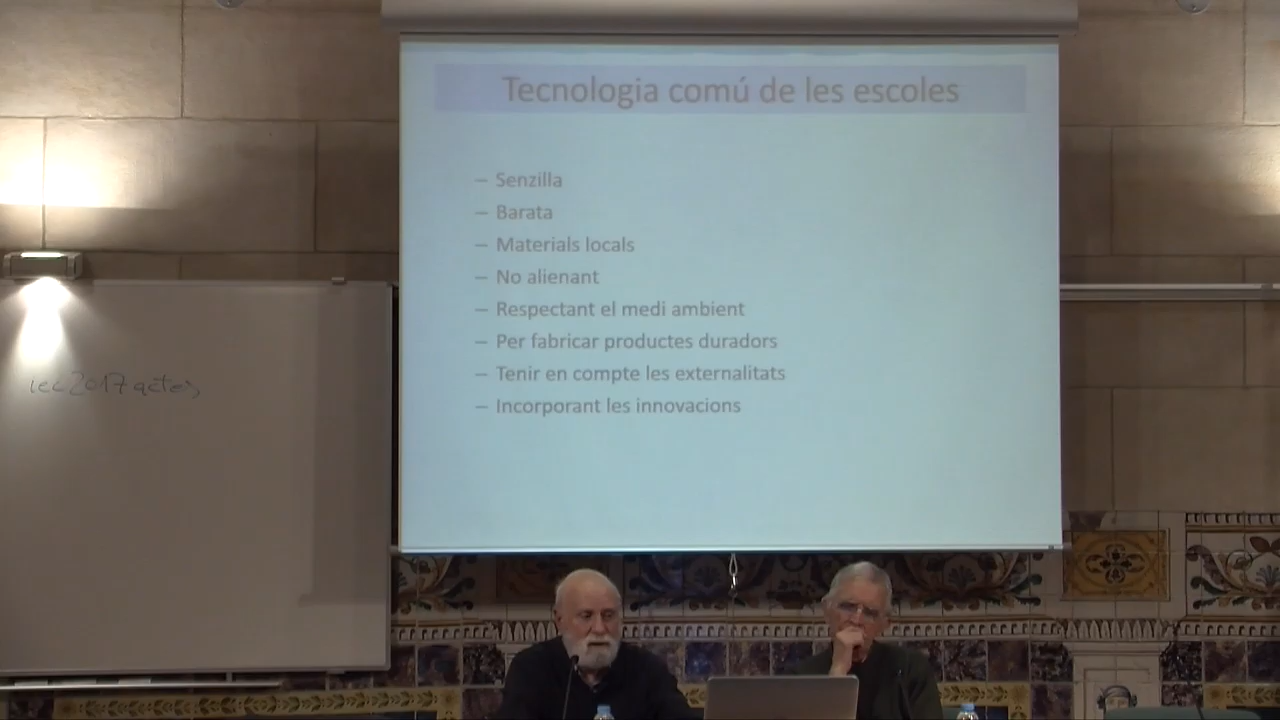 Tecnologia comú de les escoles
– Senzilla
– Barata
– Materials locals
– No alienant
– Respectant el medi ambient
– Per fabricar productes duradors
– Tenir en compte les externalitats
– Incorporant les innovacions
iec2017actes